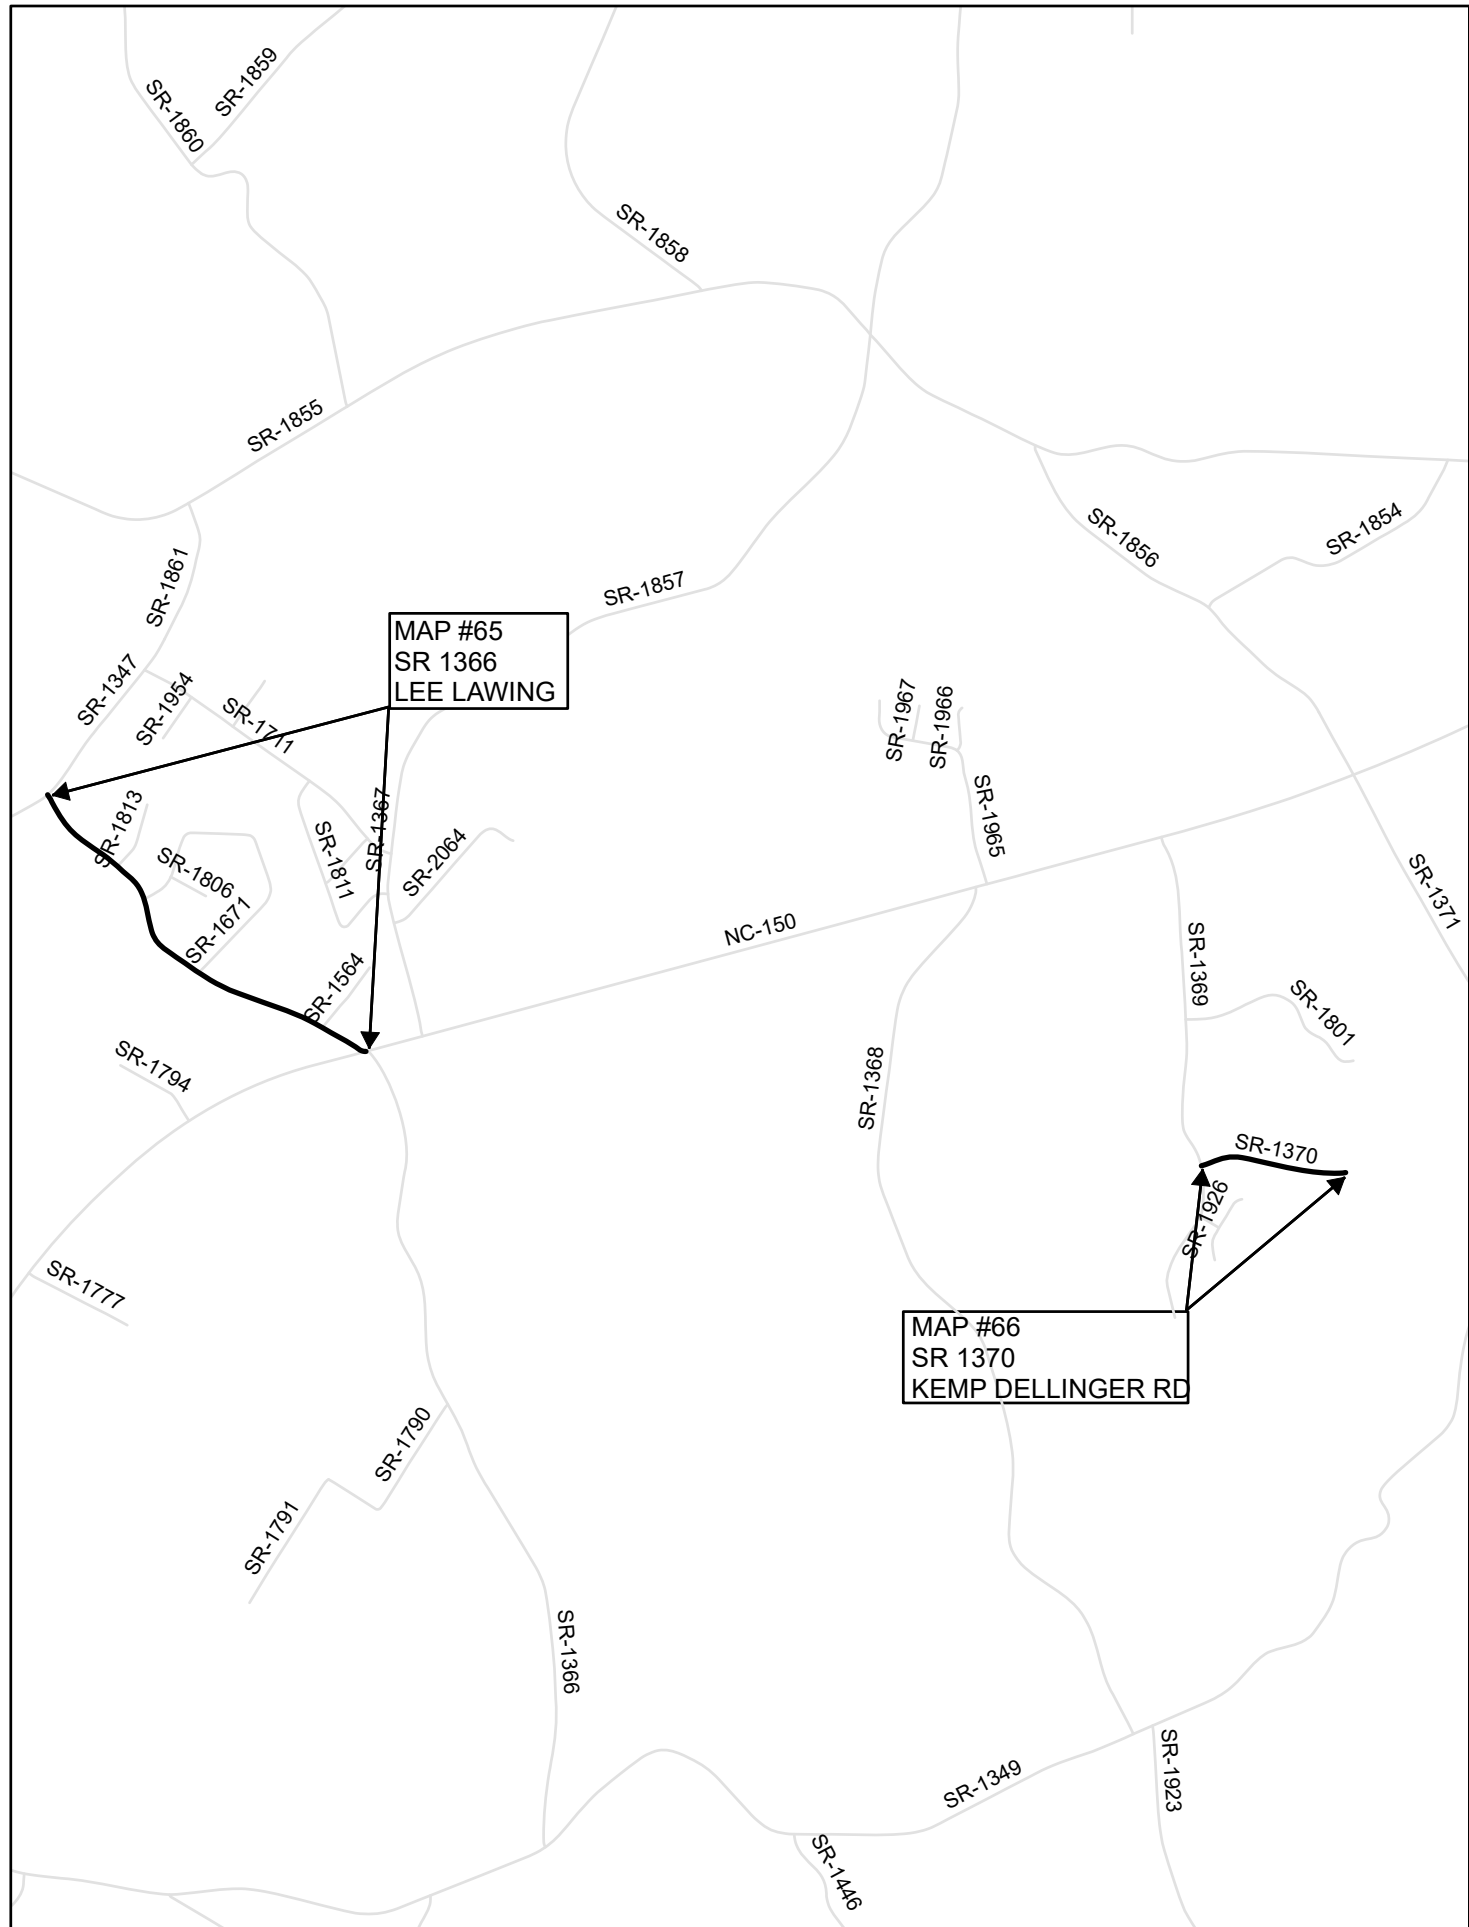 SR-1859
SR-1860
SR-1858
SR-1855
SR-1856
SR-1854
SR-1861
SR-1857
MAP #65
SR 1366
LEE LAWING
SR-1347
SR-1954
SR-1711
SR-1967
SR-1966
SR-1965
SR-1813
SR-1367
SR-1811
SR-2064
SR-1806
SR-1671
SR-1371
NC-150
SR-1369
SR-1564
SR-1801
SR-1794
SR-1368
SR-1370
SR-1926
SR-1777
MAP #66
SR 1370
KEMP DELLINGER RD
SR-1790
SR-1791
SR-1366
SR-1349
SR-1923
SR-1446